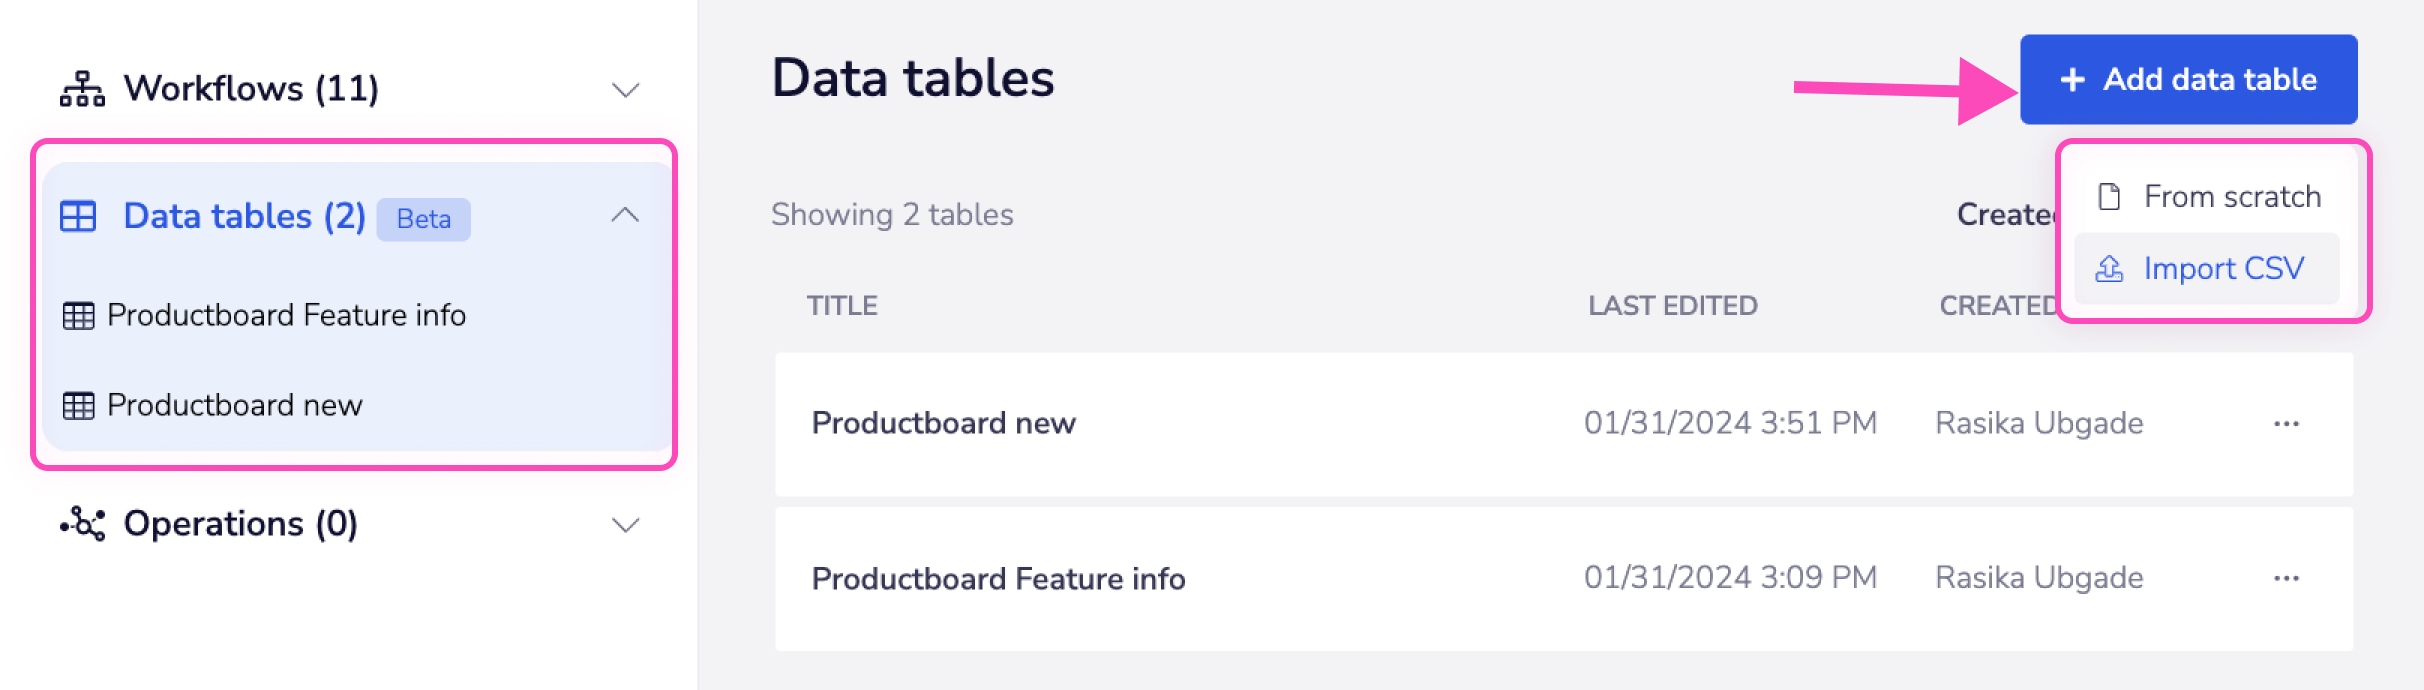 Workflows (11)
Data tables (2) Beta
Productboard Feature info
Productboard new
Operations (0)
Data tables
+ Add data table
From scratch
Import CSV
Showing 2 tables
TITLE LAST EDITED CREATED
Productboard new 01/31/2024 3:51 PM Rasika Ubgade ...
Productboard Feature info 01/31/2024 3:09 PM Rasika Ubgade ...